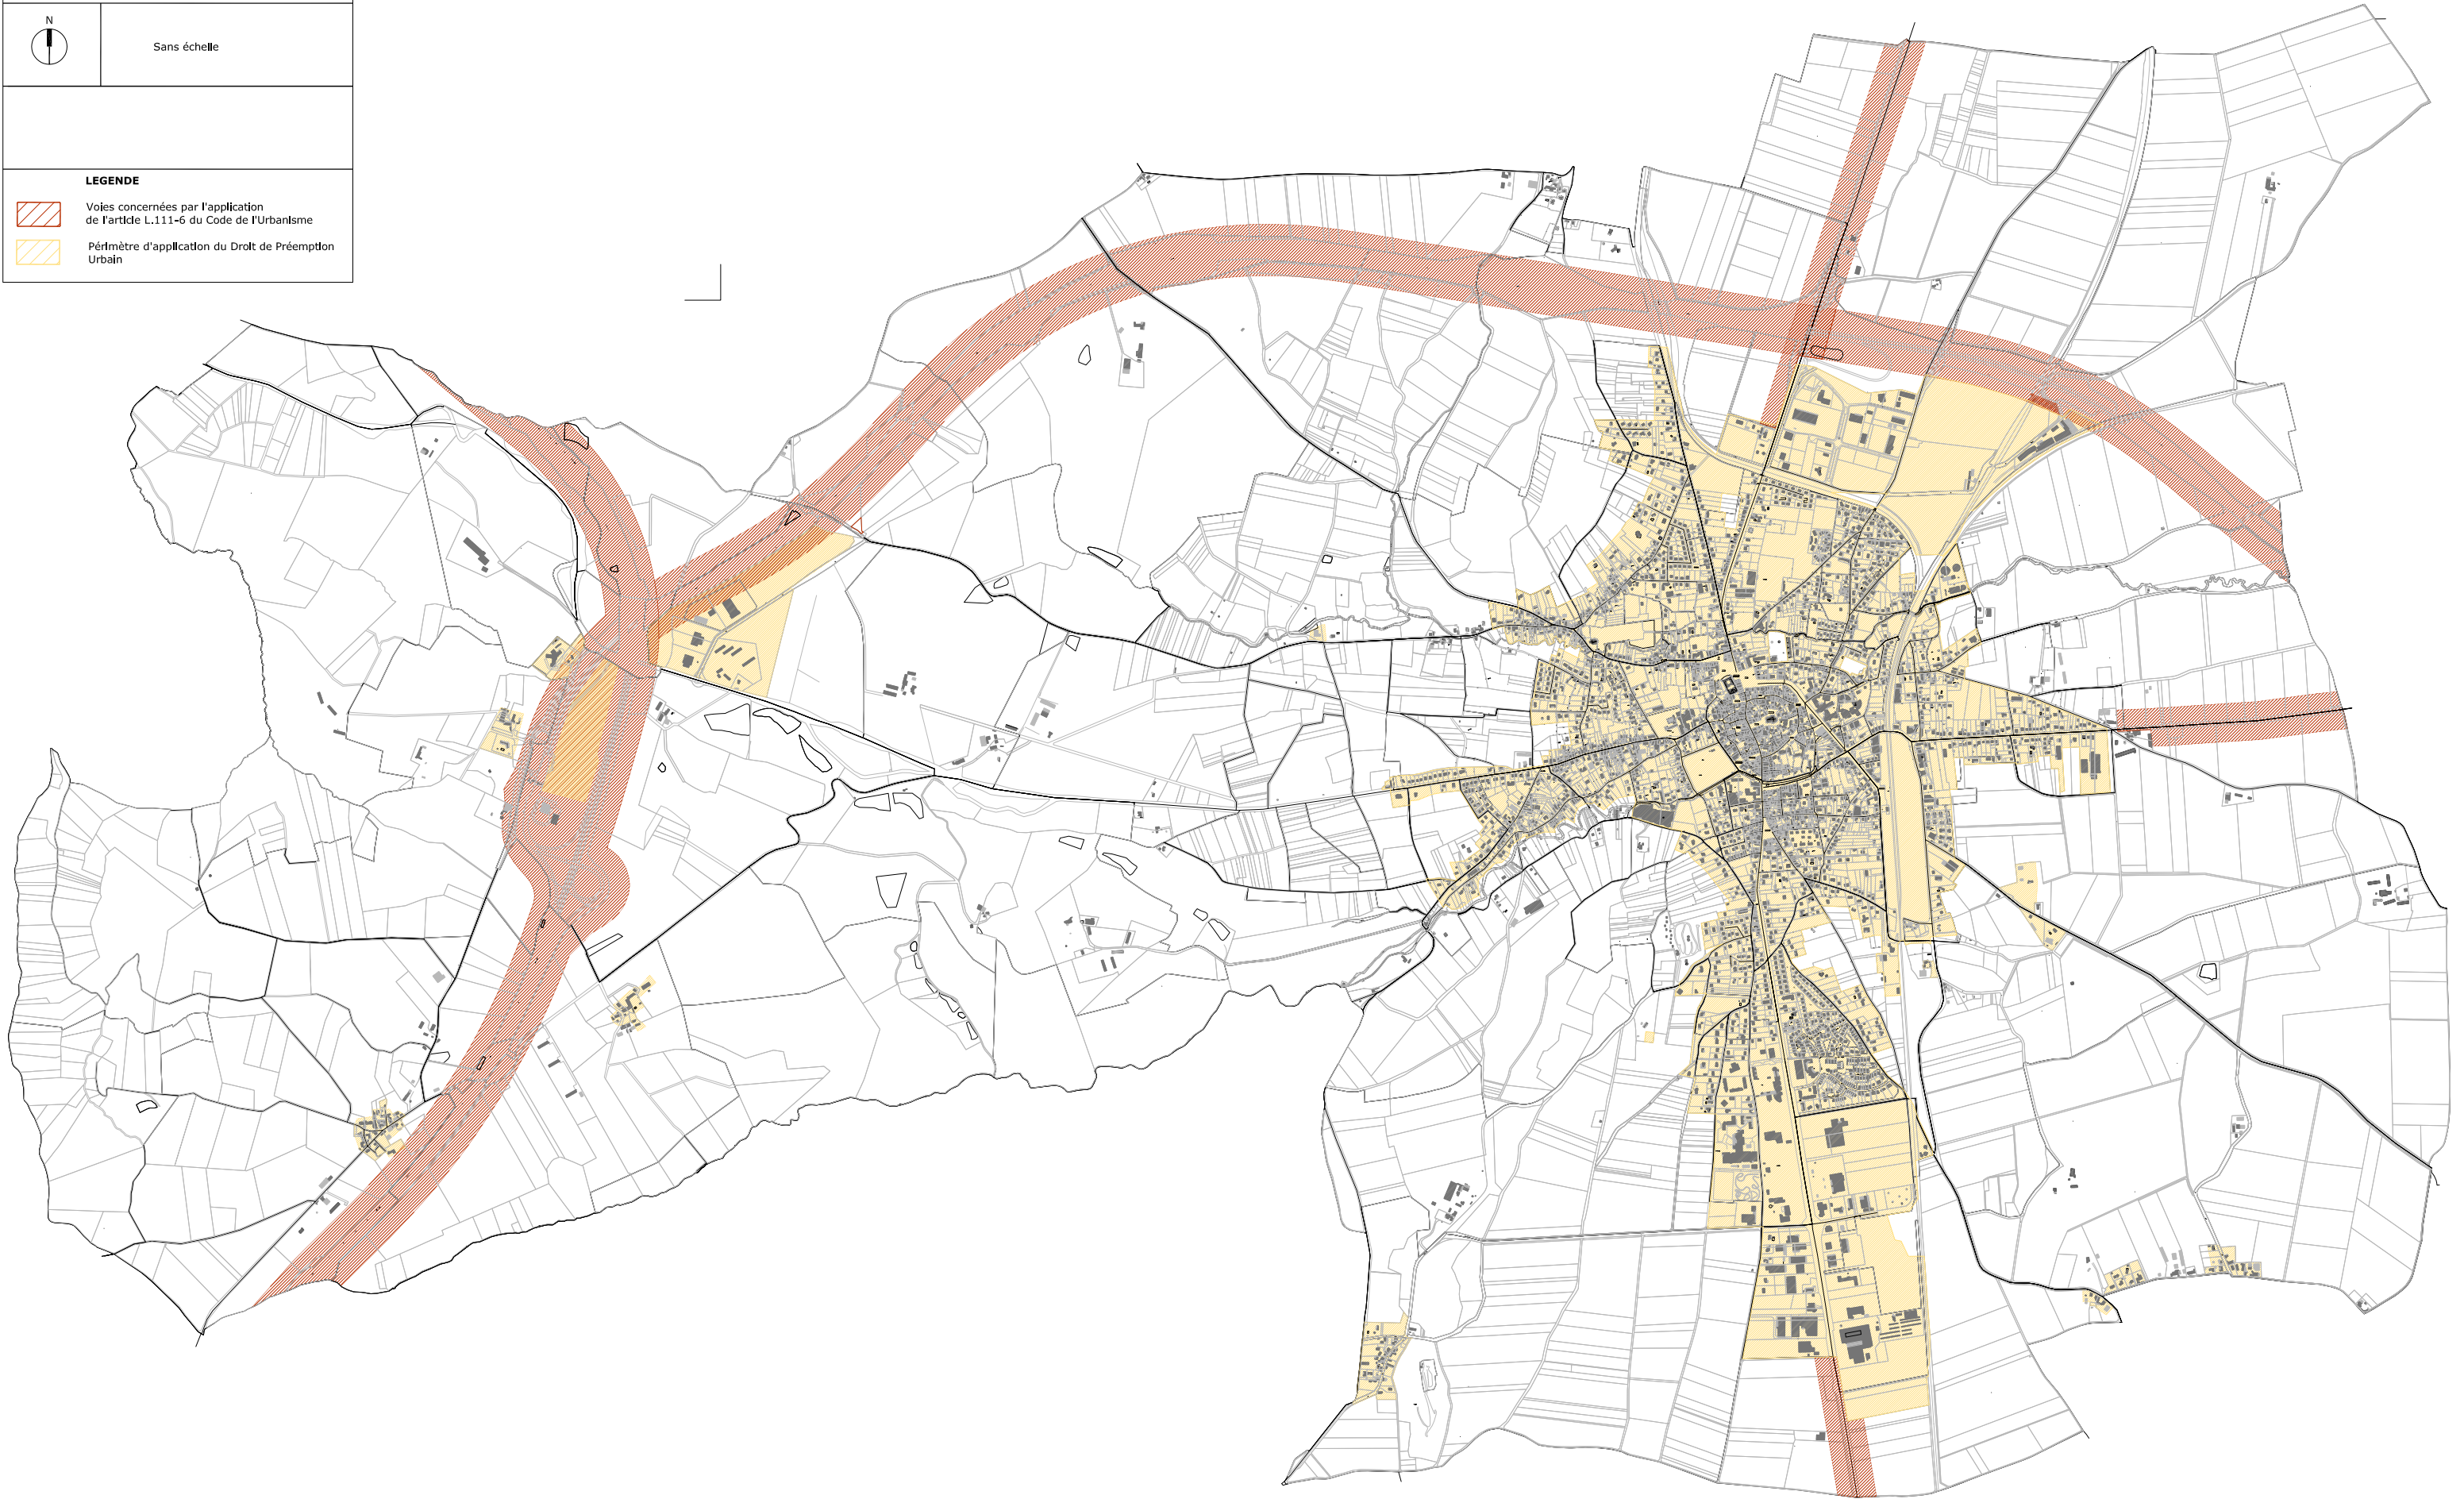 N
Sans échelle
LEGENDE
Voies concernées par l'application
de l'article L.111-6 du Code de l'Urbanisme
Périmètre d'application du Droit de Préemption
Urbain